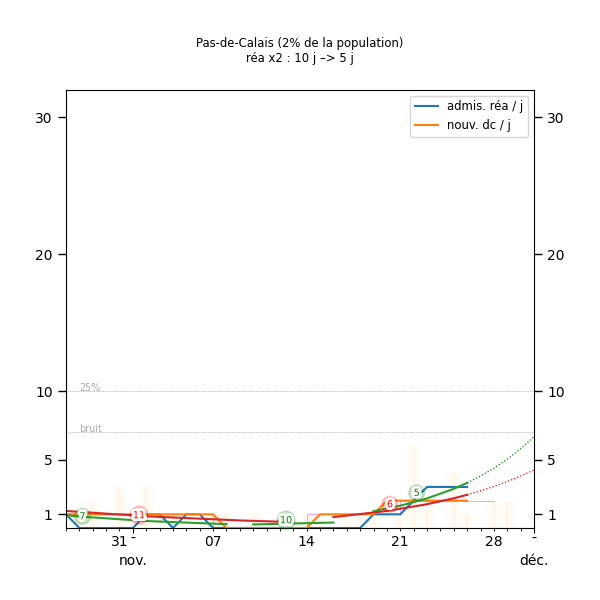 Pas-de-Calais (2% de la population)
réa x2 : 10 j –> 5 j
admis. réa / j
nouv. dc / j
30
30
20
20
25%
10
10
bruit
5
5
7
11
10
6
5
1
1
31 - 07 14 21 28 -
nov. déc.